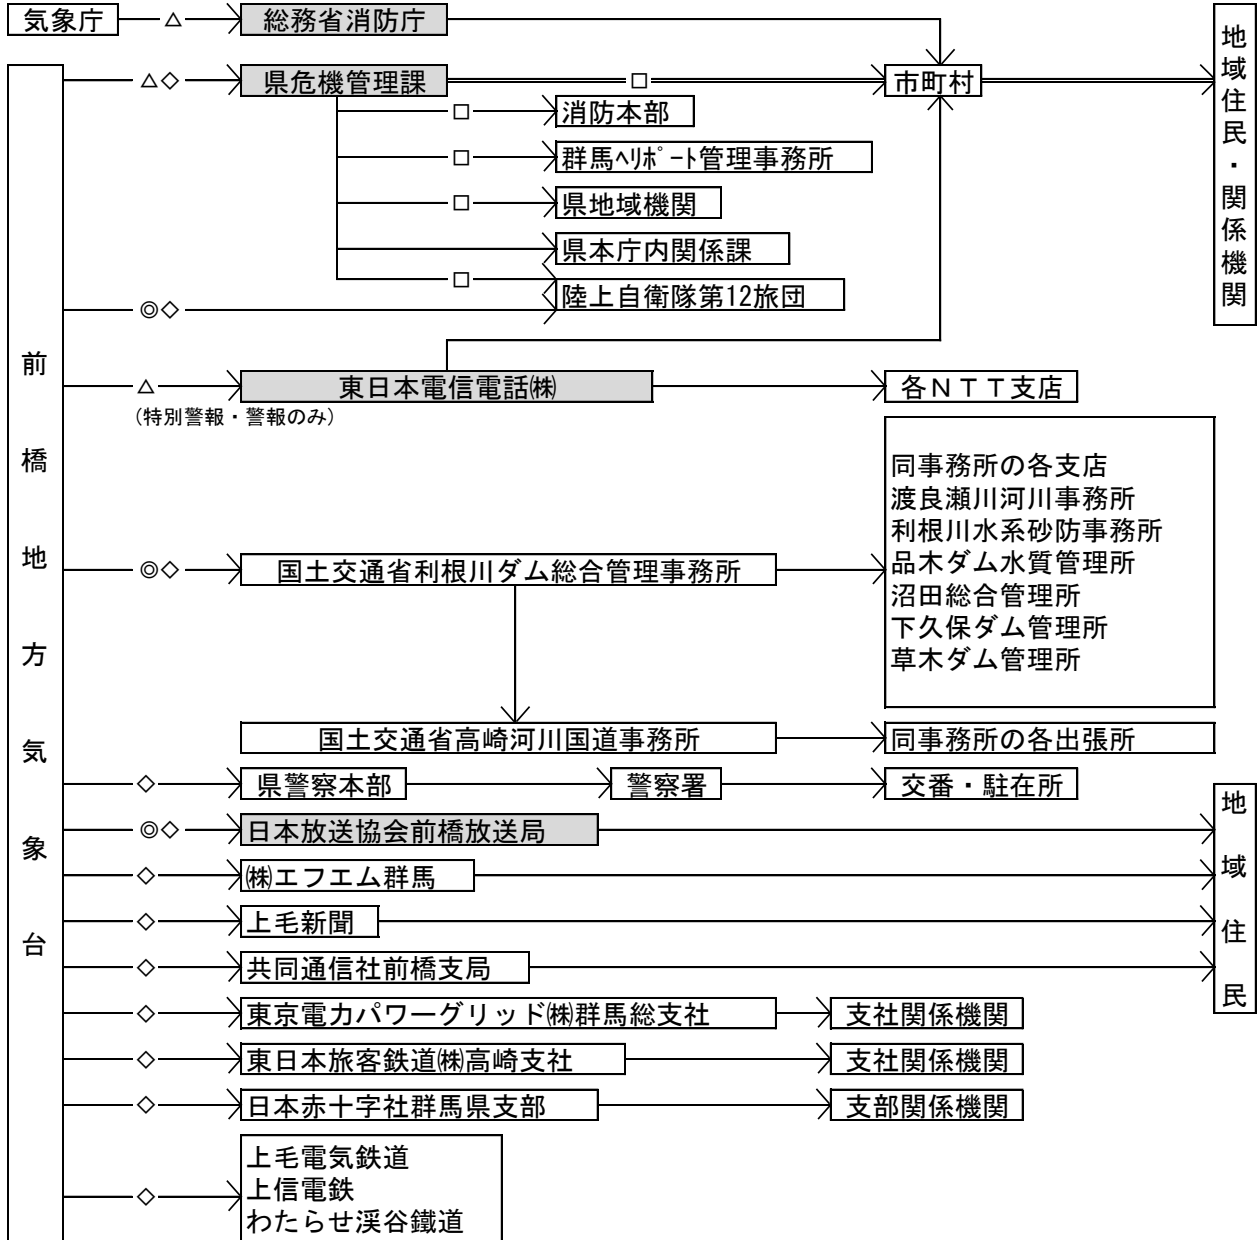 気象庁
△
総務省消防庁
地域住民・関係機関
前橋地方気象台
△◇
県危機管理課
□
市町村
□
消防本部
□
群馬ﾍﾘﾎﾟｰﾄ管理事務所
□
県地域機関
県本庁内関係課
□
陸上自衛隊第12旅団
◎◇
△
東日本電信電話㈱
各ＮＴＴ支店
(特別警報・警報のみ)
同事務所の各支店
渡良瀬川河川事務所
利根川水系砂防事務所
品木ダム水質管理所
沼田総合管理所
下久保ダム管理所
草木ダム管理所
◎◇
国土交通省利根川ダム総合管理事務所
国土交通省高崎河川国道事務所
同事務所の各出張所
◇
県警察本部
警察署
交番・駐在所
地域住民
◎◇
日本放送協会前橋放送局
◇
㈱エフエム群馬
◇
上毛新聞
◇
共同通信社前橋支局
◇
東京電力パワーグリッド㈱群馬総支社
支社関係機関
◇
東日本旅客鉄道㈱高崎支社
支社関係機関
◇
日本赤十字社群馬県支部
支部関係機関
◇
上毛電気鉄道
上信電鉄
わたらせ渓谷鐵道